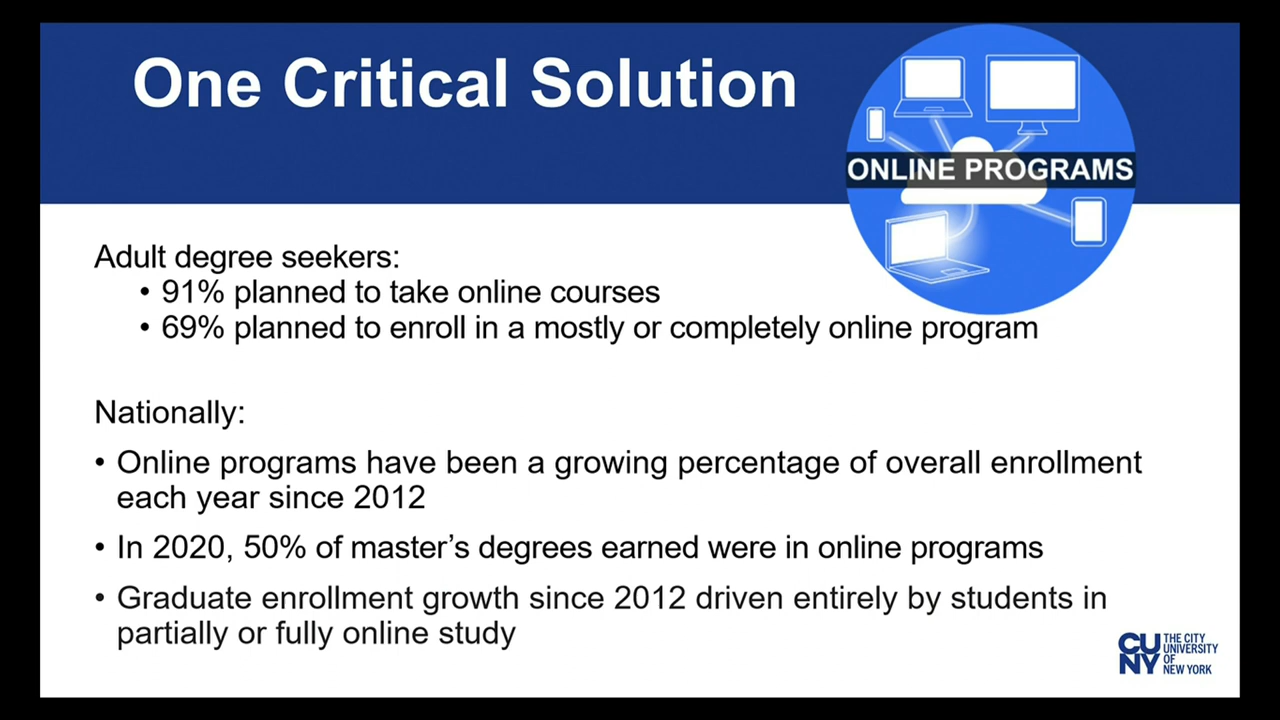 One Critical Solution
ONLINE PROGRAMS
Adult degree seekers:
• 91% planned to take online courses
• 69% planned to enroll in a mostly or completely online program
Nationally:
• Online programs have been a growing percentage of overall enrollment
each year since 2012
• In 2020, 50% of master’s degrees earned were in online programs
• Graduate enrollment growth since 2012 driven entirely by students in
partially or fully online study
CU
NY
THE CITY
UNIVERSITY
OF
NEW YORK